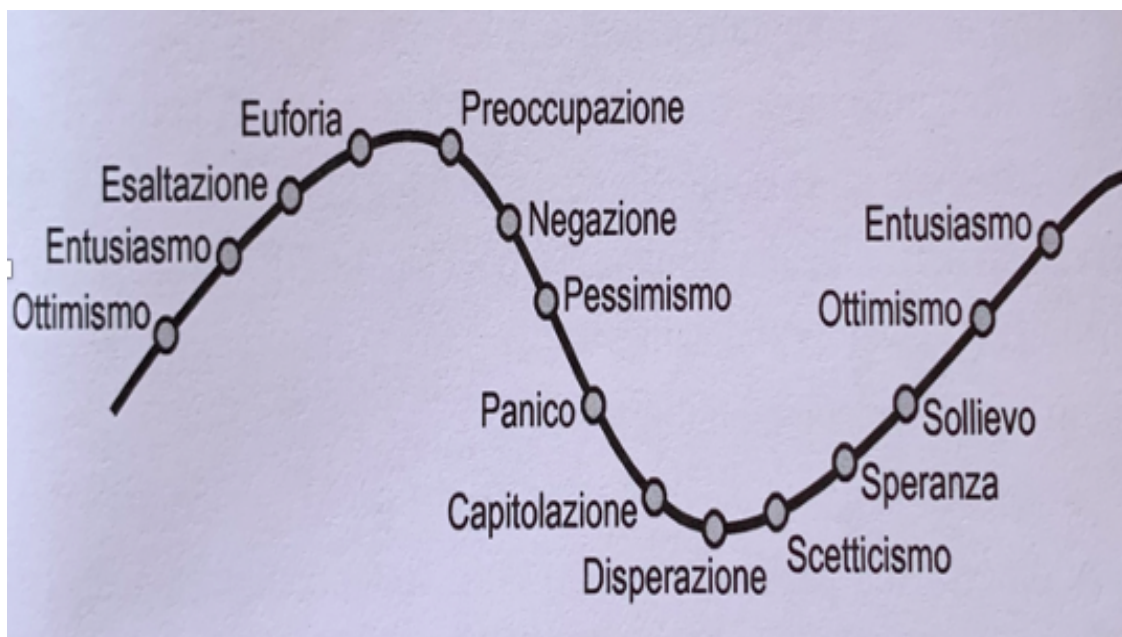 Ottimismo
Entusiasmo
Esaltazione
Euforia
Preoccupazione
Negazione
Pessimismo
Panico
Capitolazione
Disperazione
Scetticismo
Speranza
Sollievo
Ottimismo
Entusiasmo